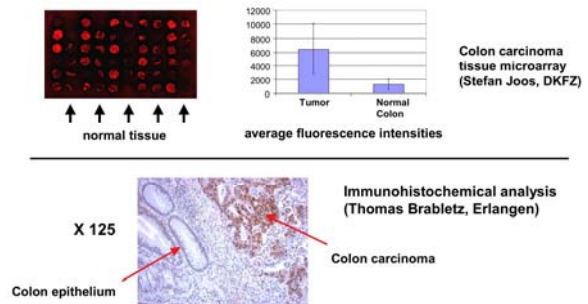 12000
10000
8000
6000
4000
2000
0
Tumor
Normal
Colon
Colon carcinoma
tissue microarray
(Stefan Joos, DKFZ)
normal tissue
average fluorescence intensities
Immunohistochemical analysis
(Thomas Brabletz, Erlangen)
X 125
Colon carcinoma
Colon epithelium